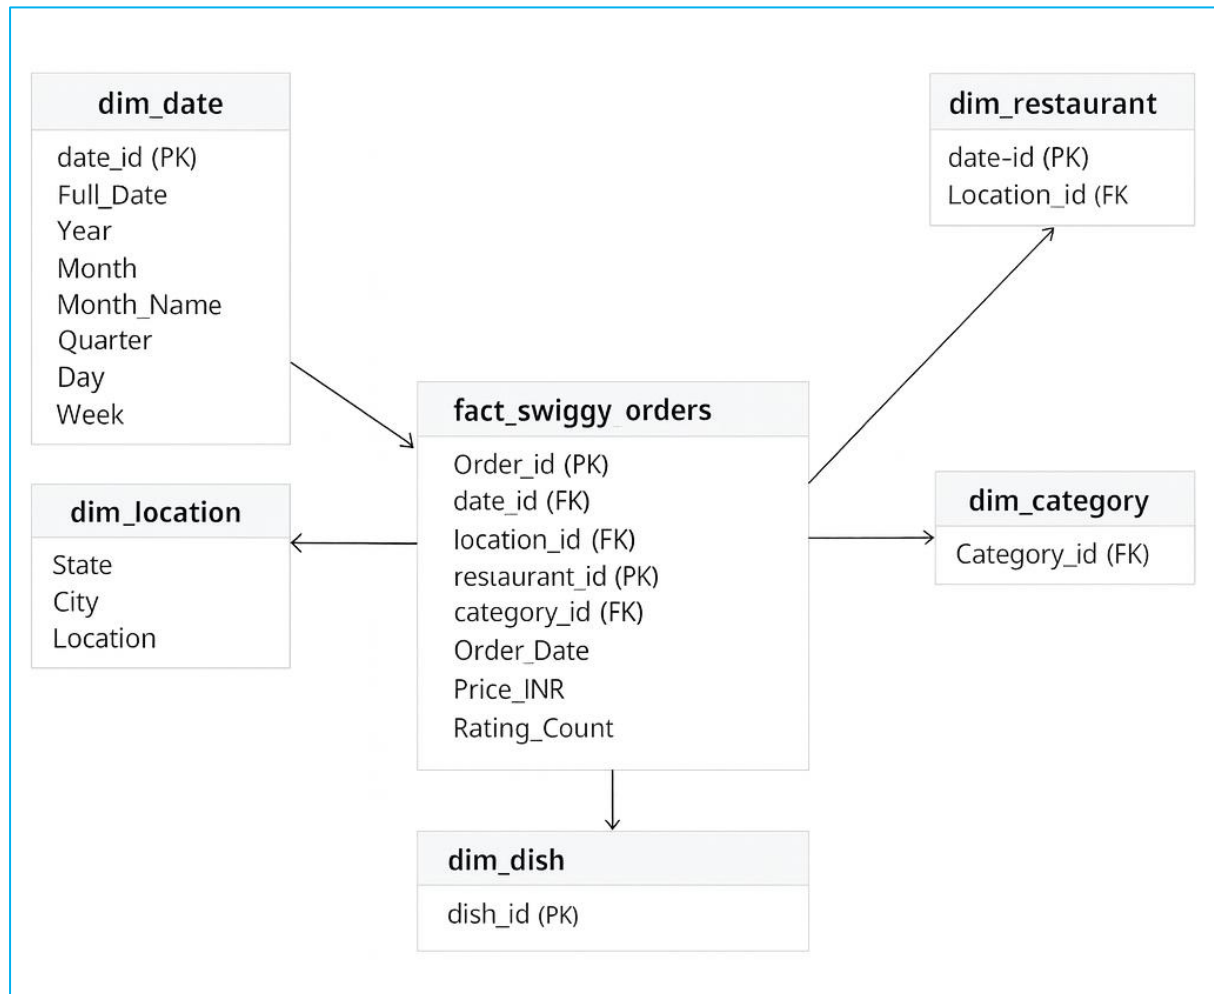 dim_date
date_id (PK)
Full_Date
Year
Month
Month_Name
Quarter
Day
Week
dim_restaurant
date-id (PK)
Location_id (FK
fact_swiggy_orders
Order_id (PK)
date_id (FK)
location_id (FK)
restaurant_id (PK)
category_id (FK)
Order_Date
Price_INR
Rating_Count
dim_location
State
City
Location
dim_category
Category_id (FK)
dim_dish
dish_id (PK)